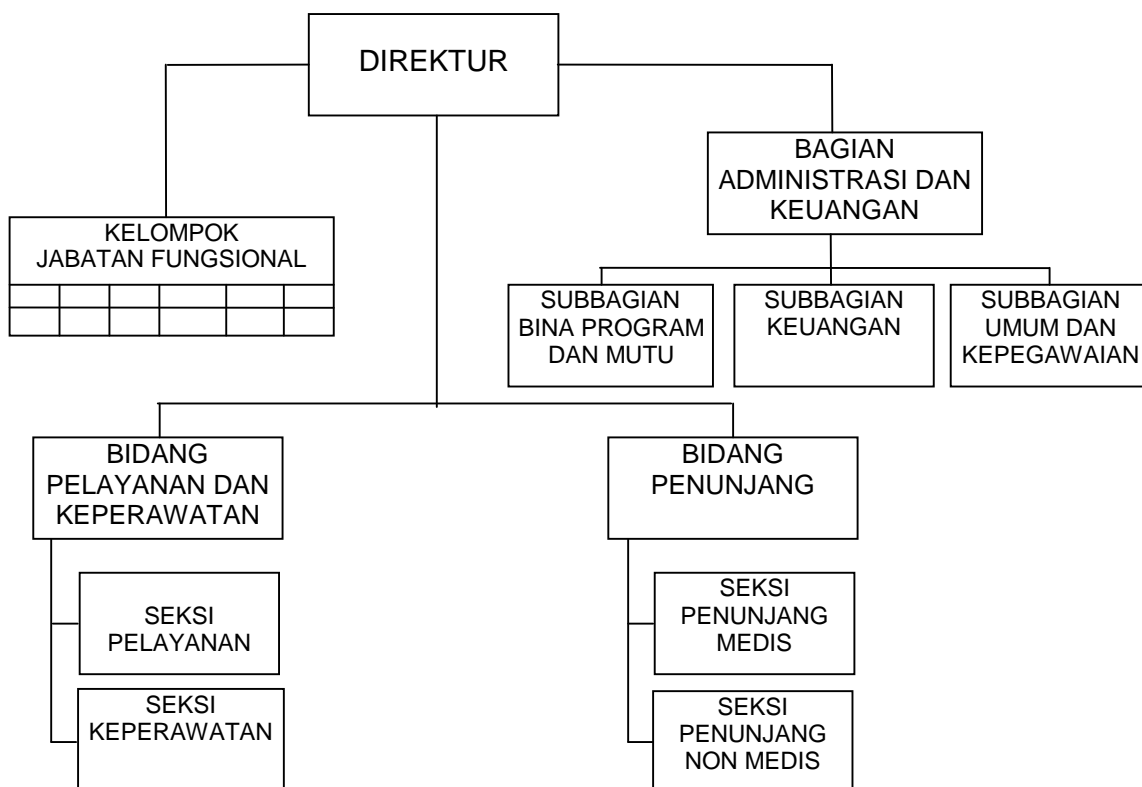 DIREKTUR
BAGIAN
ADMINISTRASI DAN
KEUANGAN
KELOMPOK
JABATAN FUNGSIONAL
SUBBAGIAN
BINA PROGRAM
DAN MUTU
SUBBAGIAN
KEUANGAN
SUBBAGIAN
UMUM DAN
KEPEGAWAIAN
BIDANG
PELAYANAN DAN
KEPERAWATAN
BIDANG
PENUNJANG
SEKSI
PELAYANAN
SEKSI
PENUNJANG
MEDIS
SEKSI
KEPERAWATAN
SEKSI
PENUNJANG
NON MEDIS